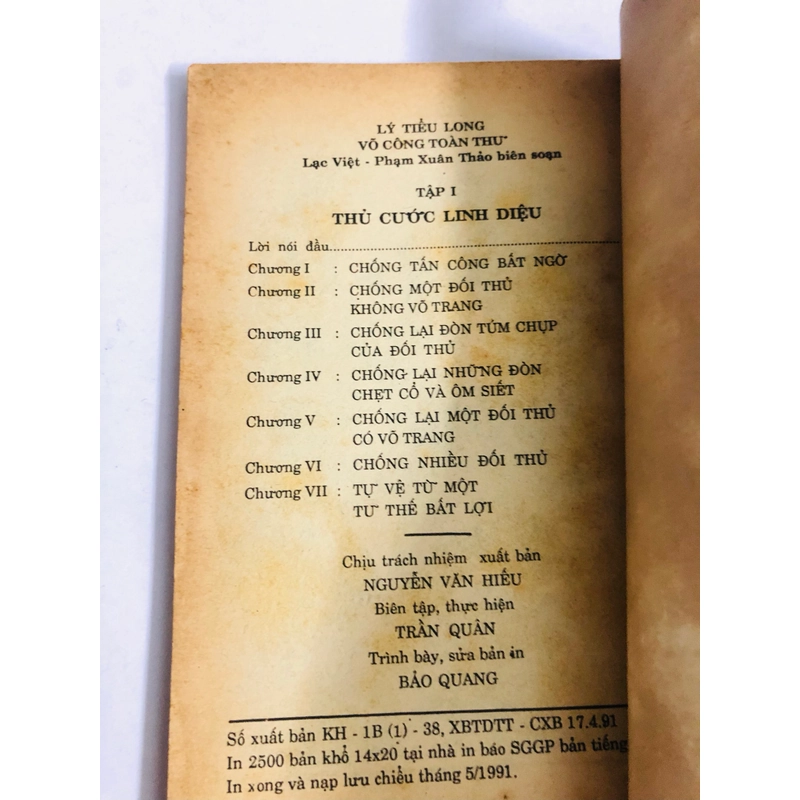 LÝ TIỂU LONG
VÕ CÔNG TOÀN THƯ
Lạc Việt - Phạm Xuân Thảo biên soạn
TẬP I
THỦ CƯỚC LINH DIỆU
Lời nói đầu..........................................................
Chương I : CHỐNG TẤN CÔNG BẤT NGỜ
Chương II : CHỐNG MỘT ĐỐI THỦ
KHÔNG VÕ TRANG
Chương III : CHỐNG LẠI ĐÒN TÚM CHỤP
CỦA ĐỐI THỦ
Chương IV : CHỐNG LẠI NHỮNG ĐÒN
CHẸT CỔ VÀ ÔM SIẾT
Chương V : CHỐNG LẠI MỘT ĐỐI THỦ
CÓ VÕ TRANG
Chương VI : CHỐNG NHIỀU ĐỐI THỦ
Chương VII : TỰ VỆ TỪ MỘT
TƯ THẾ BẤT LỢI
Chịu trách nhiệm xuất bản
NGUYỄN VĂN HIẾU
Biên tập, thực hiện
TRẦN QUÂN
Trình bày, sửa bản in
BẢO QUANG
Số xuất bản KH - 1B (1) - 38, XBTDTT - CXB 17.4.91
In 2500 bản khổ 14x20 tại nhà in báo SGGP bản tiếng
In xong và nạp lưu chiểu tháng 5/1991.